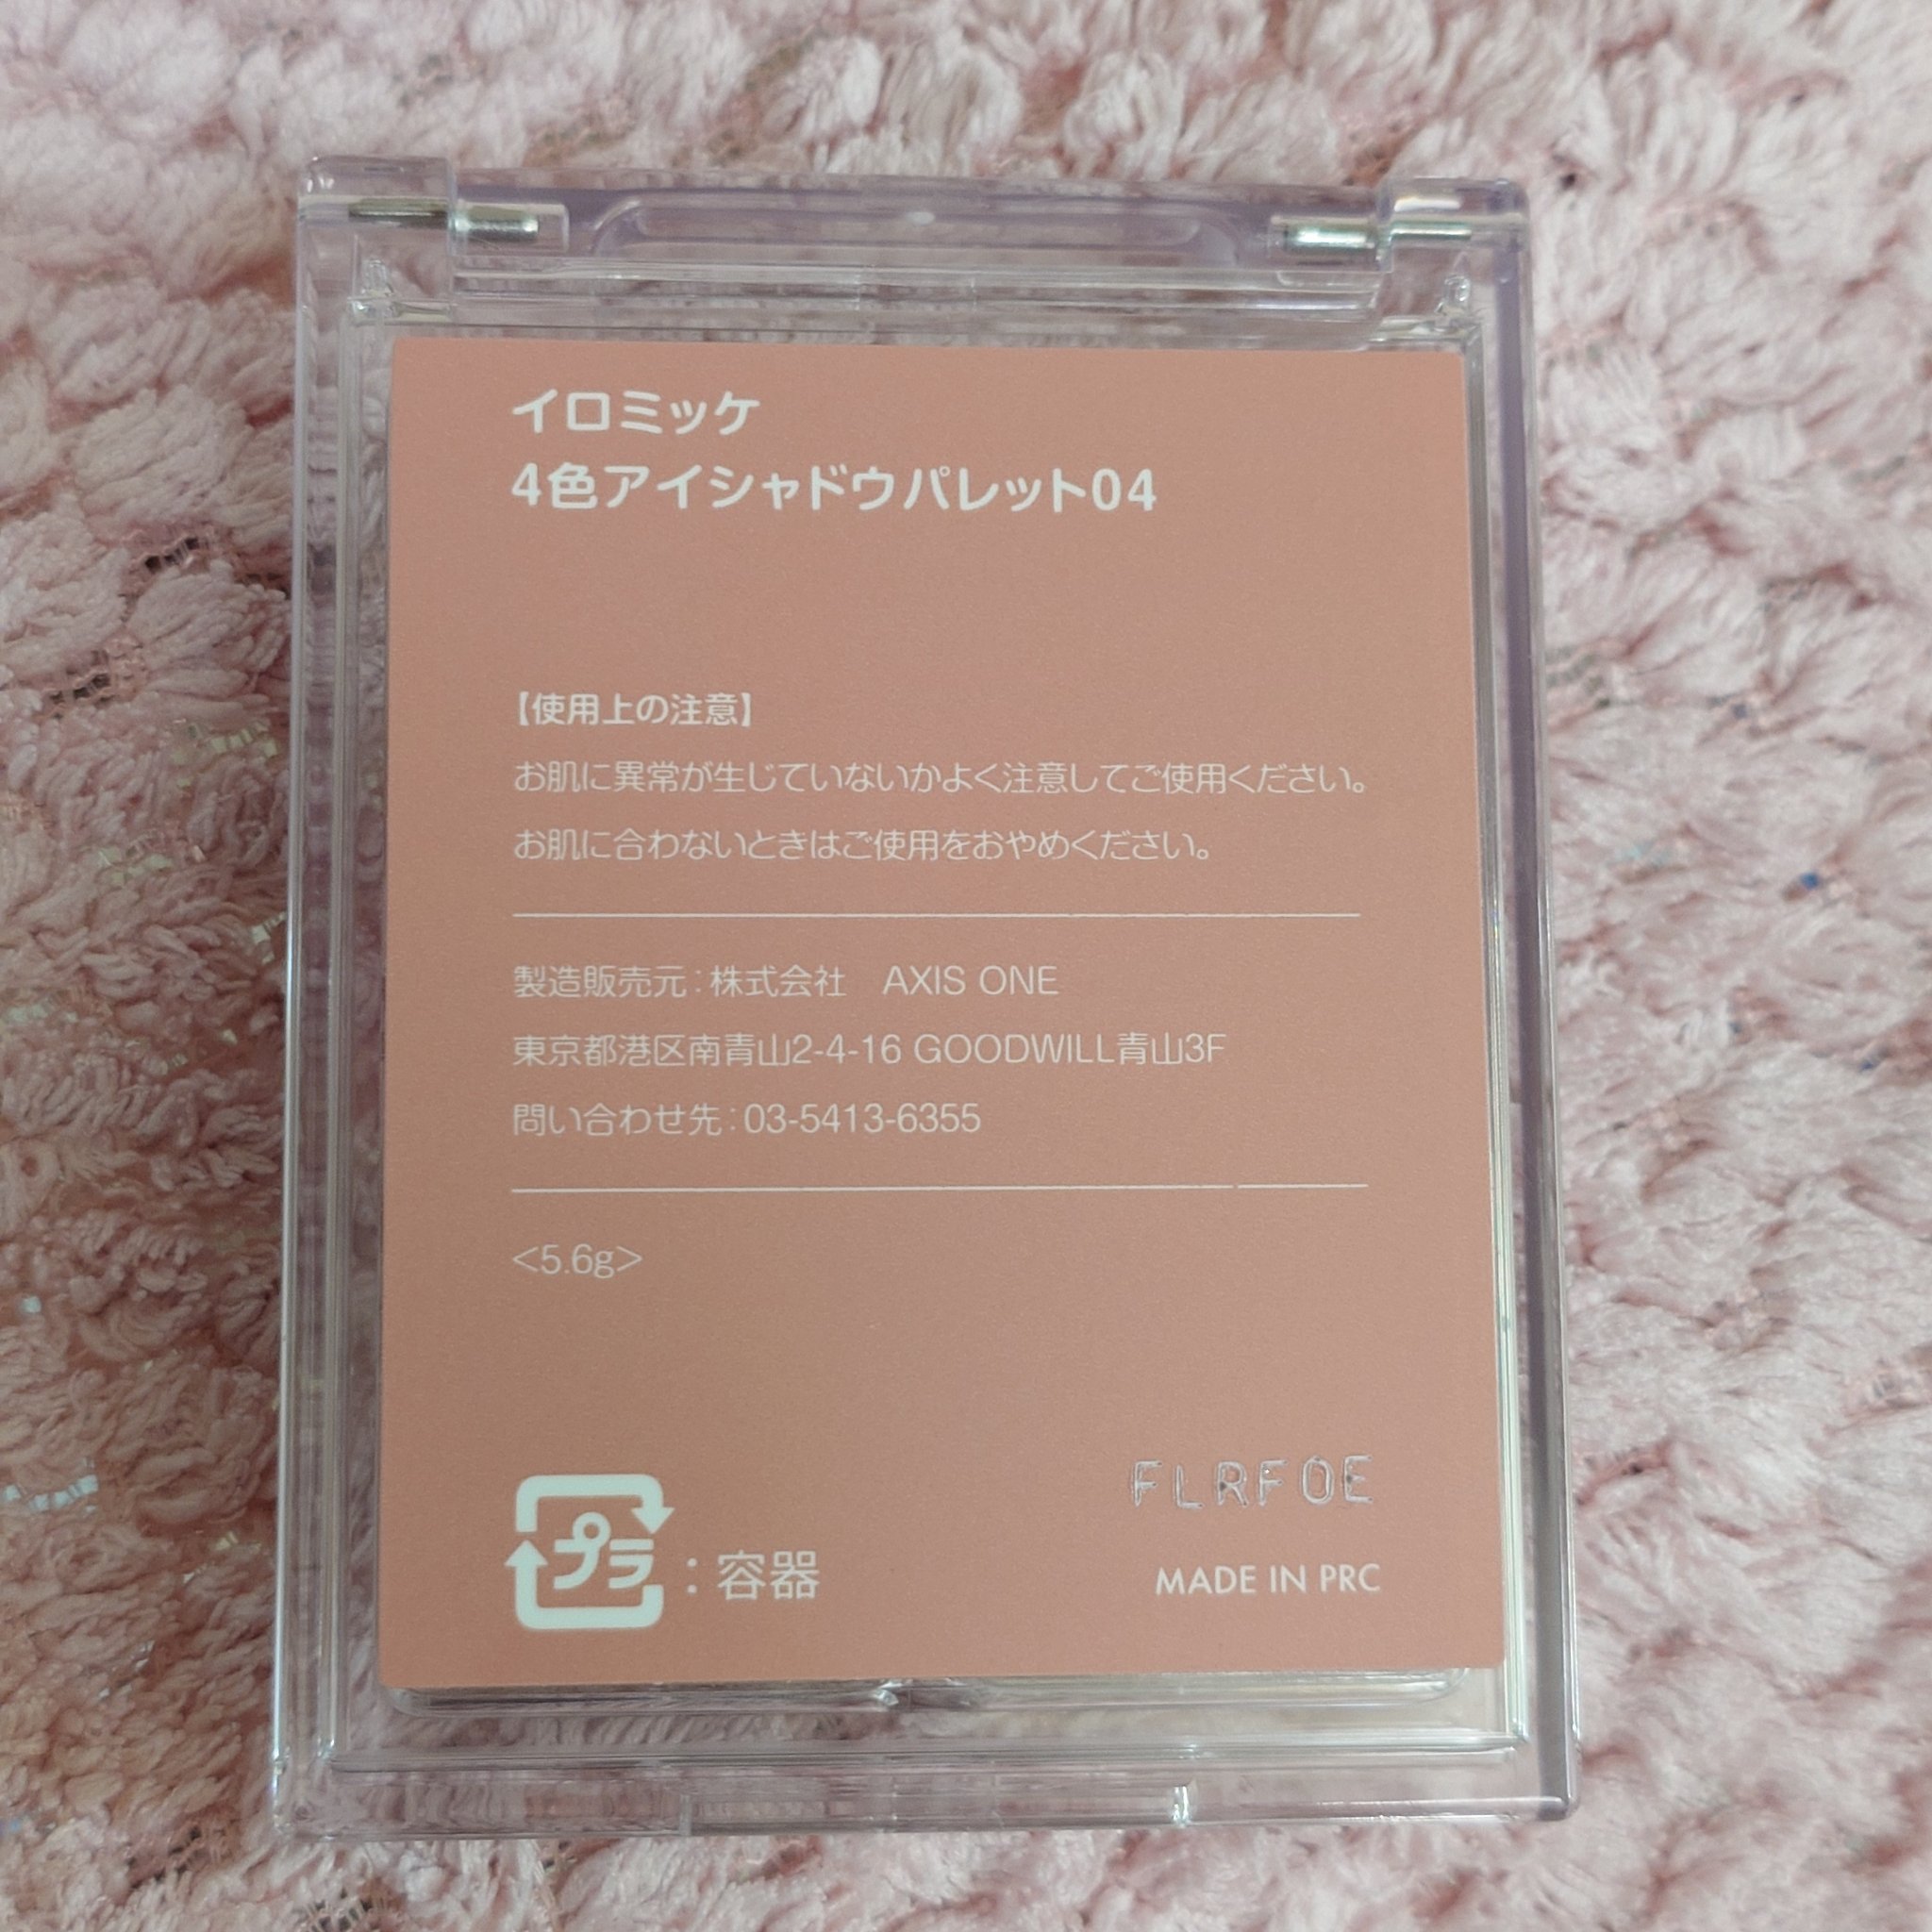 イロミッケ
4色アイシャドウパレット04
【使用上の注意】
お肌に異常が生じていないかよく注意してご使用ください。
お肌に合わないときはご使用をおやめください。
製造販売元：株式会社　AXIS ONE
東京都港区南青山2-4-16 GOODWILL青山3F
問い合わせ先：03-5413-6355
<5.6g>
FLRF0E
プラ：容器
MADE IN PRC